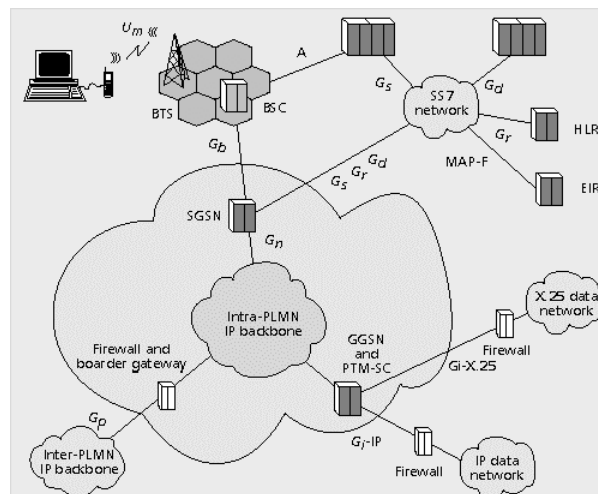 Um
A
BTS
BSC
Gs
Gd
SS7
network
Gr
HLR
MAP-F
EIR
Gb
Gd
Gr
Gs
SGSN
Gn
Intra-PLMN
IP backbone
X.25 data
network
Firewall
Gi-X.25
GGSN
and
PTM-SC
Firewall and
boarder gateway
Gp
Inter-PLMN
IP backbone
Gi-IP
Firewall
IP data
network